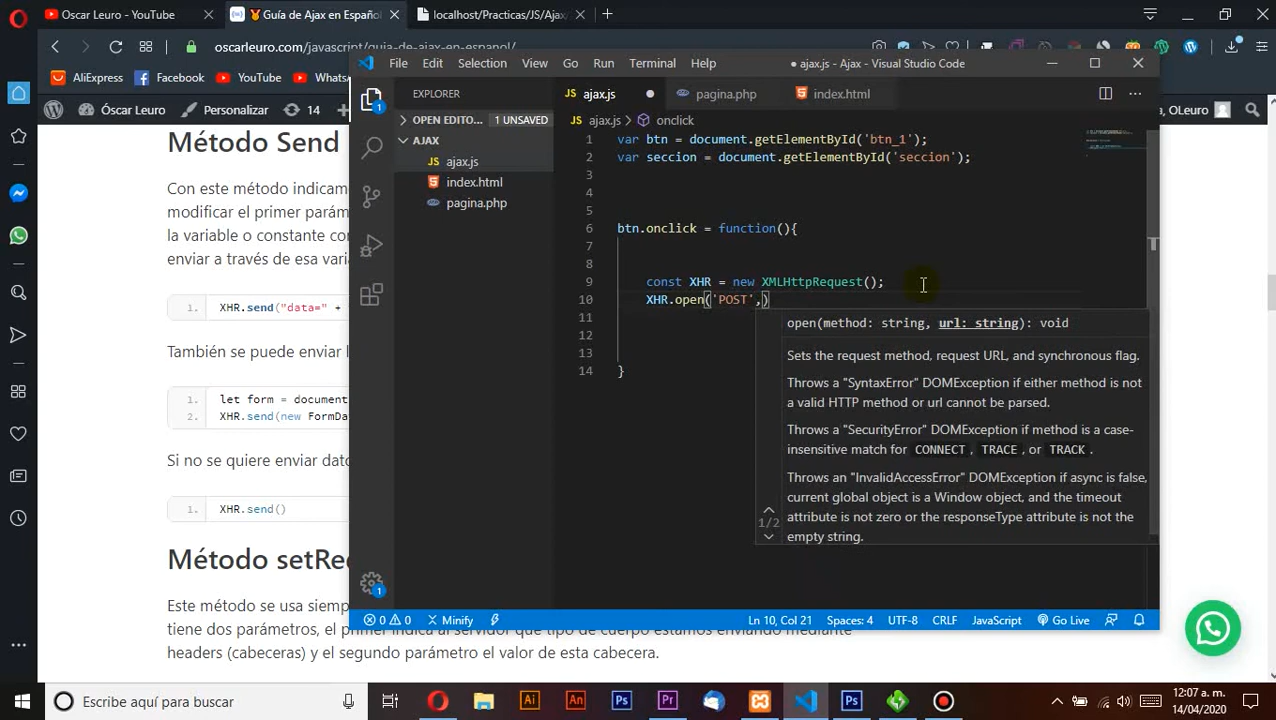 Oscar Leuro - YouTube
Guía de Ajax en Español
localhost/Practicas/JS/Ajax/
oscarleuro.com/javascript/guia-de-ajax-en-espanol/
AliExpress
Facebook
YouTube
Whats
Óscar Leuro
Personalizar
14
a, OLeuro
Método Send
Con este método indicam
modificar el primer parám
la variable o constante co
enviar a través de esa varia
1. XHR.send("data=" +
También se puede enviar l
1. let form = document
2. XHR.send(new FormDa
Si no se quiere enviar dato
1. XHR.send()
Método setRe
Este método se usa siemp
tiene dos parámetros, el primer indica al servidor que tipo de cuerpo estamos enviando mediante
headers (cabeceras) y el segundo parámetro el valor de esta cabecera.
File Edit Selection View Go Run Terminal Help
● ajax.js - Ajax - Visual Studio Code
EXPLORER
OPEN EDITO... 1 UNSAVED
AJAX
ajax.js
index.html
pagina.php
1
1
ajax.js
pagina.php
index.html
ajax.js > onclick
1 var btn = document.getElementById('btn_1');
2 var seccion = document.getElementById('seccion');
3
4
5
6 btn.onclick = function(){
7
8
9 const XHR = new XMLHttpRequest();
10 XHR.open('POST',)
11
12
13
14 }
open(method: string, url: string): void
Sets the request method, request URL, and synchronous flag.
Throws a "SyntaxError" DOMException if either method is not
a valid HTTP method or url cannot be parsed.
Throws a "SecurityError" DOMException if method is a case-
insensitive match for CONNECT, TRACE, or TRACK.
Throws an "InvalidAccessError" DOMException if async is false,
current global object is a Window object, and the timeout
attribute is not zero or the responseType attribute is not the
empty string.
1/2
0 0 Minify
Ln 10, Col 21 Spaces: 4 UTF-8 CRLF JavaScript Go Live
Escribe aquí para buscar
Ai An Ps Pr Ps
12:07 a. m.
14/04/2020